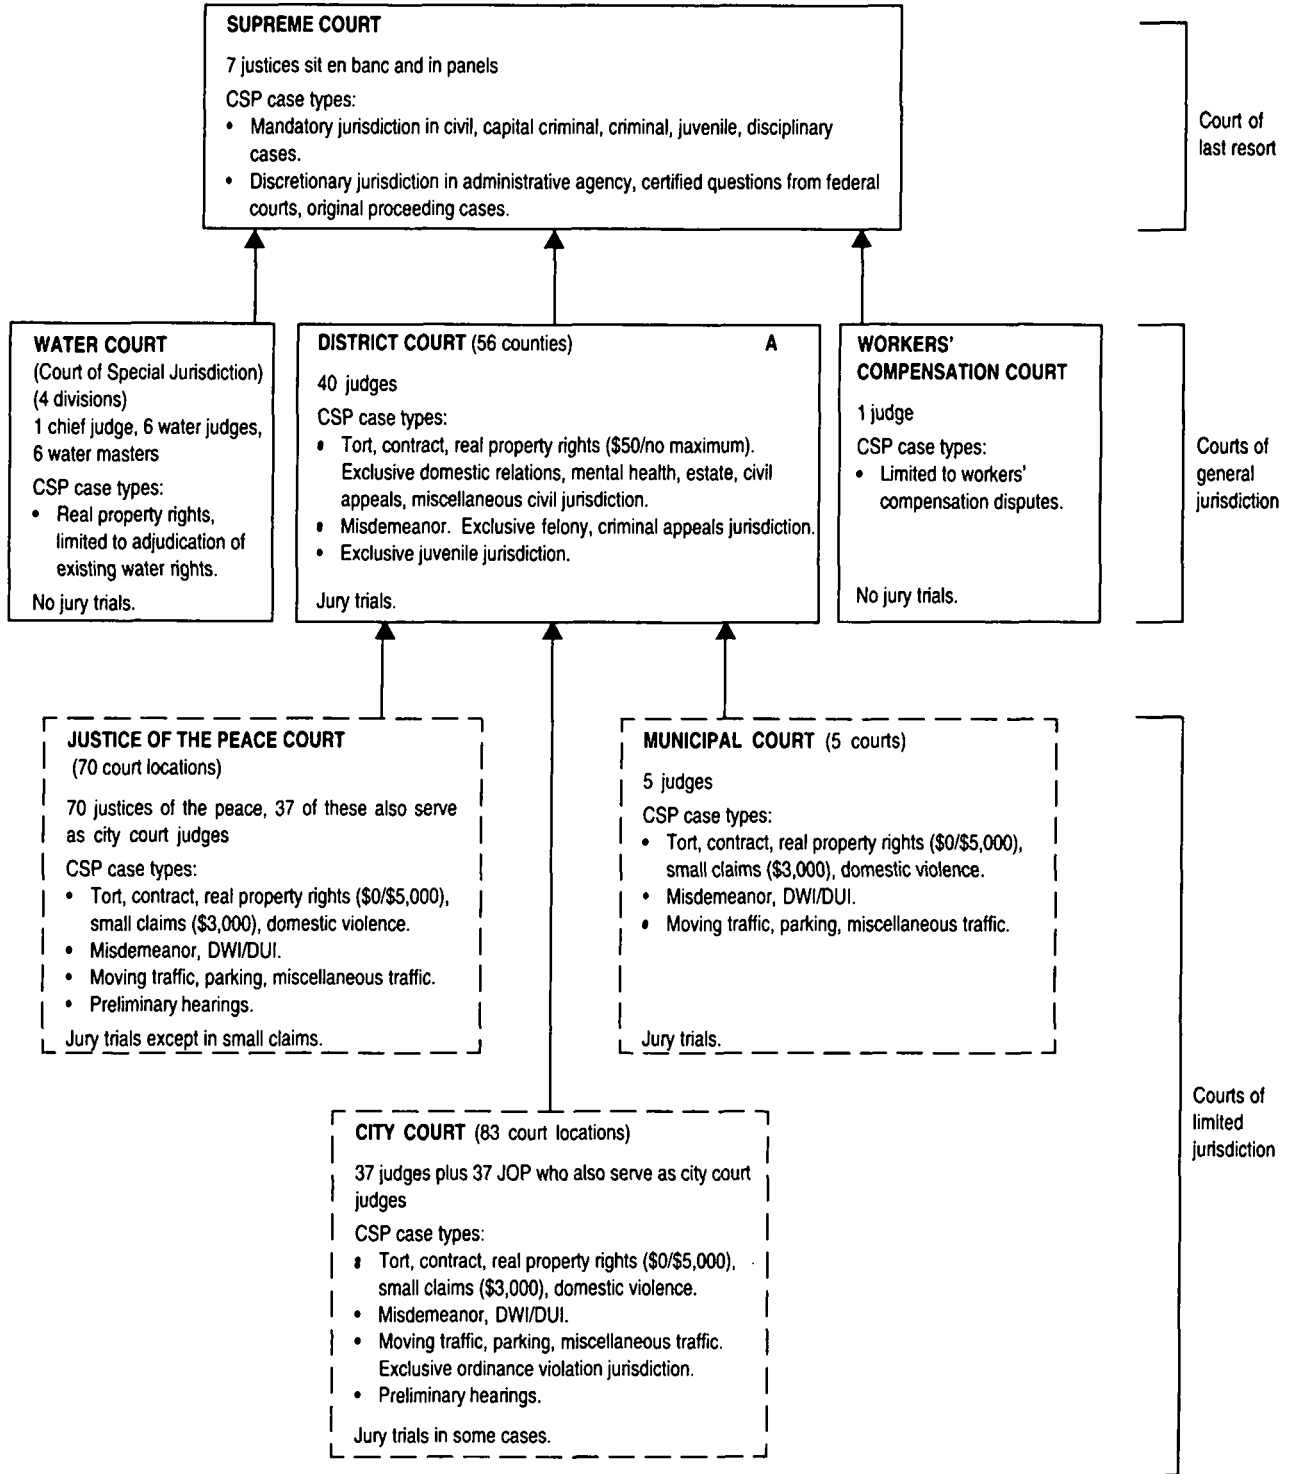 SUPREME COURT
7 justices sit en banc and in panels
CSP case types:
• Mandatory jurisdiction in civil, capital criminal, criminal, juvenile, disciplinary
cases.
• Discretionary jurisdiction in administrative agency, certified questions from federal
courts, original proceeding cases.
Court of
last resort
WATER COURT
(Court of Special Jurisdiction)
(4 divisions)
1 chief judge, 6 water judges,
6 water masters
CSP case types:
• Real property rights,
limited to adjudication of
existing water rights.
No jury trials.
DISTRICT COURT (56 counties) A
40 judges
CSP case types:
• Tort, contract, real property rights ($50/no maximum).
Exclusive domestic relations, mental health, estate, civil
appeals, miscellaneous civil jurisdiction.
• Misdemeanor. Exclusive felony, criminal appeals jurisdiction.
• Exclusive juvenile jurisdiction.
Jury trials.
WORKERS'
COMPENSATION COURT
1 judge
CSP case types:
• Limited to workers'
compensation disputes.
No jury trials.
Courts of
general
jurisdiction
JUSTICE OF THE PEACE COURT
(70 court locations)
70 justices of the peace, 37 of these also serve
as city court judges
CSP case types:
• Tort, contract, real property rights ($0/$5,000),
small claims ($3,000), domestic violence.
• Misdemeanor, DWI/DUI.
• Moving traffic, parking, miscellaneous traffic.
• Preliminary hearings.
Jury trials except in small claims.
MUNICIPAL COURT (5 courts)
5 judges
CSP case types:
• Tort, contract, real property rights ($0/$5,000),
small claims ($3,000), domestic violence.
• Misdemeanor, DWI/DUI.
• Moving traffic, parking, miscellaneous traffic.
Jury trials.
CITY COURT (83 court locations)
37 judges plus 37 JOP who also serve as city court
judges
CSP case types:
• Tort, contract, real property rights ($0/$5,000),
small claims ($3,000), domestic violence.
• Misdemeanor, DWI/DUI.
• Moving traffic, parking, miscellaneous traffic.
Exclusive ordinance violation jurisdiction.
• Preliminary hearings.
Jury trials in some cases.
Courts of
limited
jurisdiction